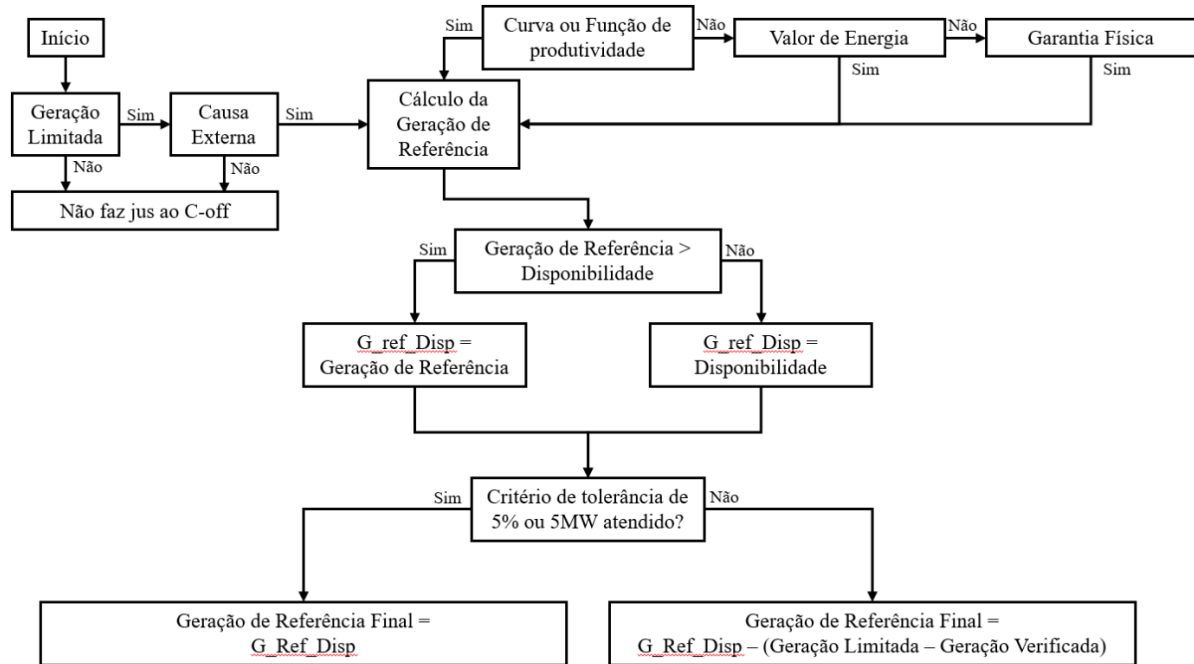 Início
Geração
Limitada
Sim
Causa
Externa
Sim
Não
Não
Não faz jus ao C-off
Sim
Curva ou Função de
produtividade
Não
Valor de Energia
Não
Garantia Física
Sim
Sim
Cálculo da
Geração de
Referência
Sim
Geração de Referência >
Disponibilidade
Não
G_ref_Disp =
Geração de Referência
G_ref_Disp =
Disponibilidade
Sim
Critério de tolerância de
5% ou 5MW atendido?
Não
Geração de Referência Final =
G_Ref_Disp
Geração de Referência Final =
G_Ref_Disp – (Geração Limitada – Geração Verificada)